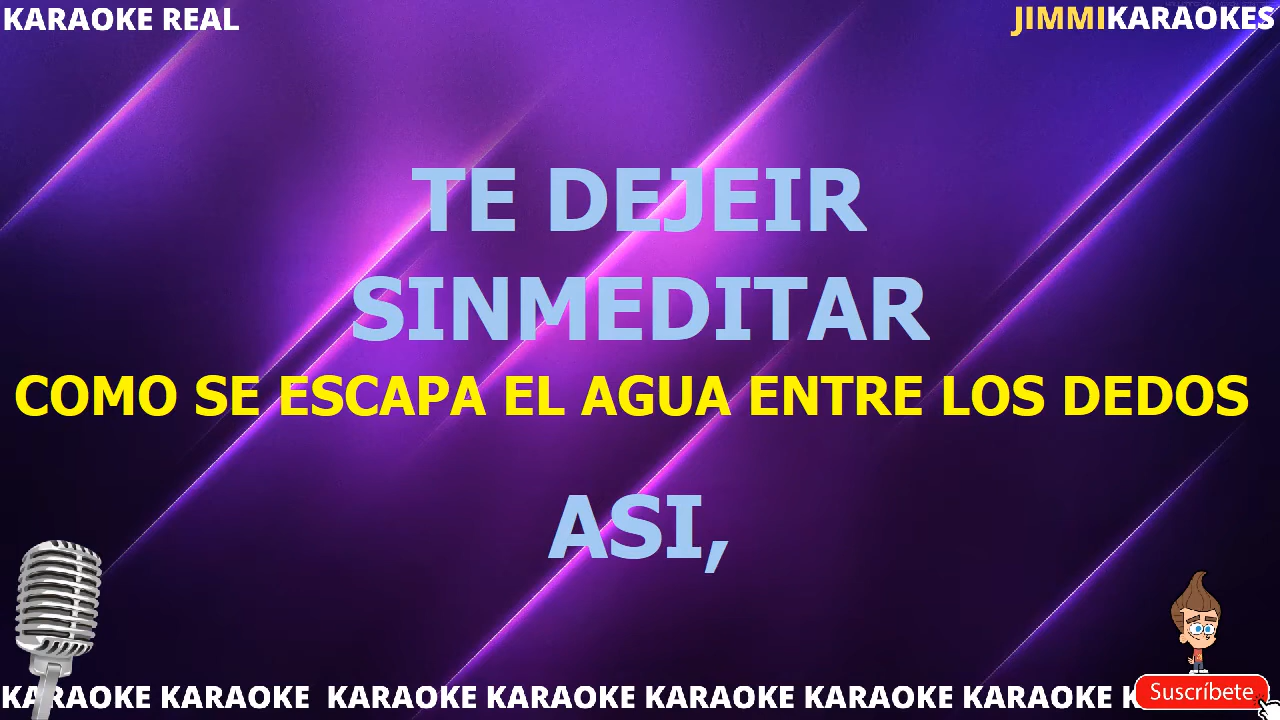 KARAOKE REAL
JIMMIKARAOKES
TE DEJEIR
SINMEDITAR
COMO SE ESCAPA EL AGUA ENTRE LOS DEDOS
ASI,
KARAOKE KARAOKE KARAOKE KARAOKE KARAOKE KARAOKE KARAOKE K
Suscríbete